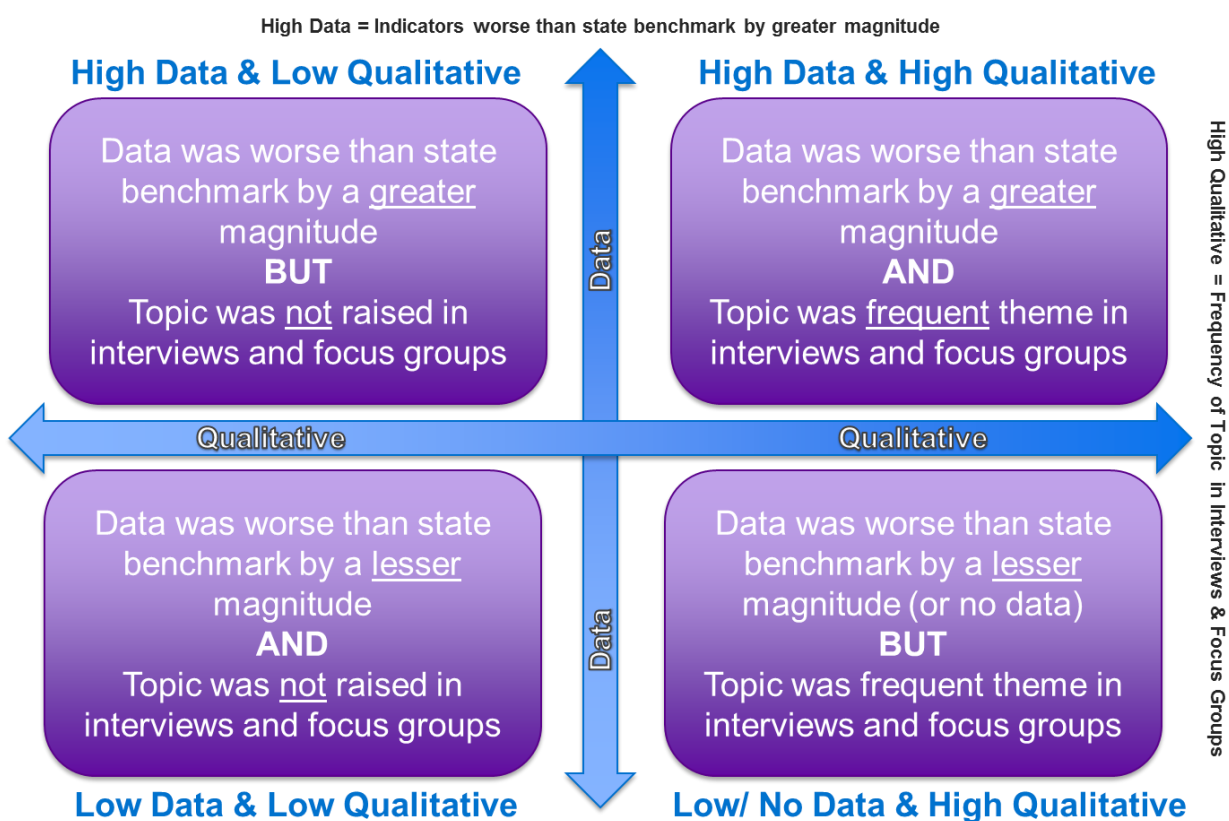 High Data = Indicators worse than state benchmark by greater magnitude
High Data & Low Qualitative
Data was worse than state
benchmark by a greater
magnitude
BUT
Topic was not raised in
interviews and focus groups
High Data & High Qualitative
Data was worse than state
benchmark by a greater
magnitude
AND
Topic was frequent theme in
interviews and focus groups
Data
Qualitative
Qualitative
Data
Data was worse than state
benchmark by a lesser
magnitude
AND
Topic was not raised in
interviews and focus groups
Low Data & Low Qualitative
Data was worse than state
benchmark by a lesser
magnitude (or no data)
BUT
Topic was frequent theme in
interviews and focus groups
Low/ No Data & High Qualitative
High Qualitative = Frequency of Topic in Interviews & Focus Groups